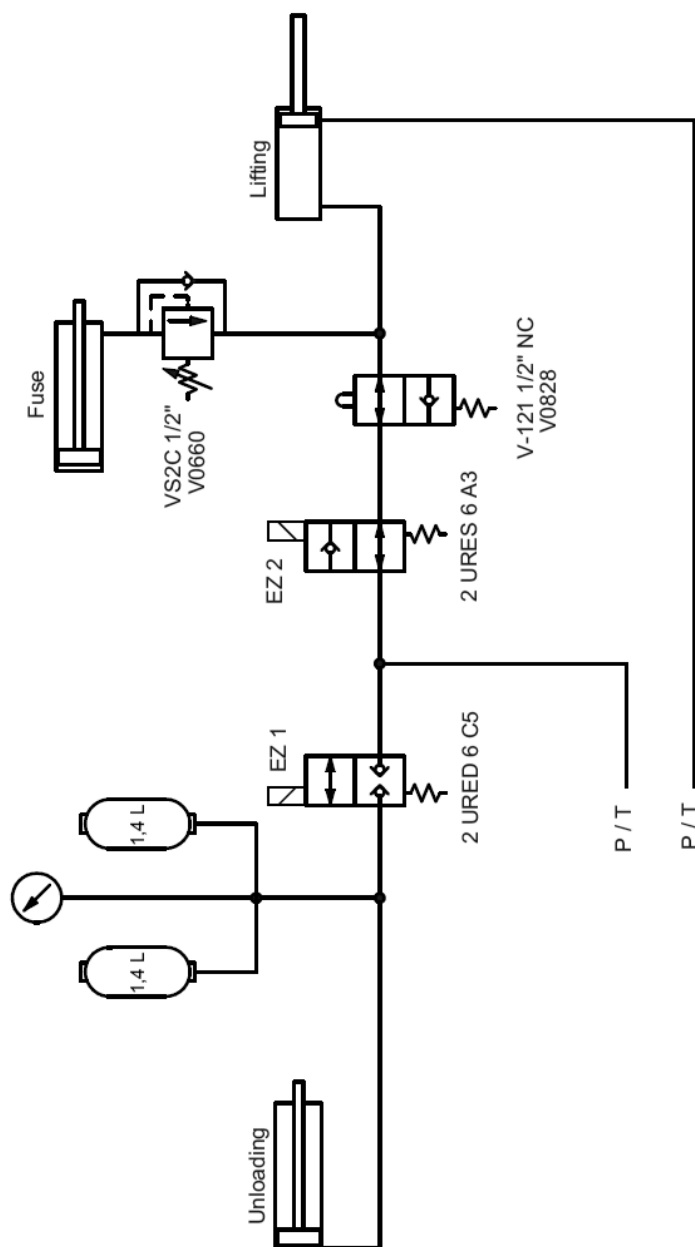 Fuse
Lifting
VS2C 1/2"
V0660
V-121 1/2" NC
V0828
EZ 2
2 URES 6 A3
EZ 1
2 URED 6 C5
1,4 L
1,4 L
Unloading
P / T
P / T